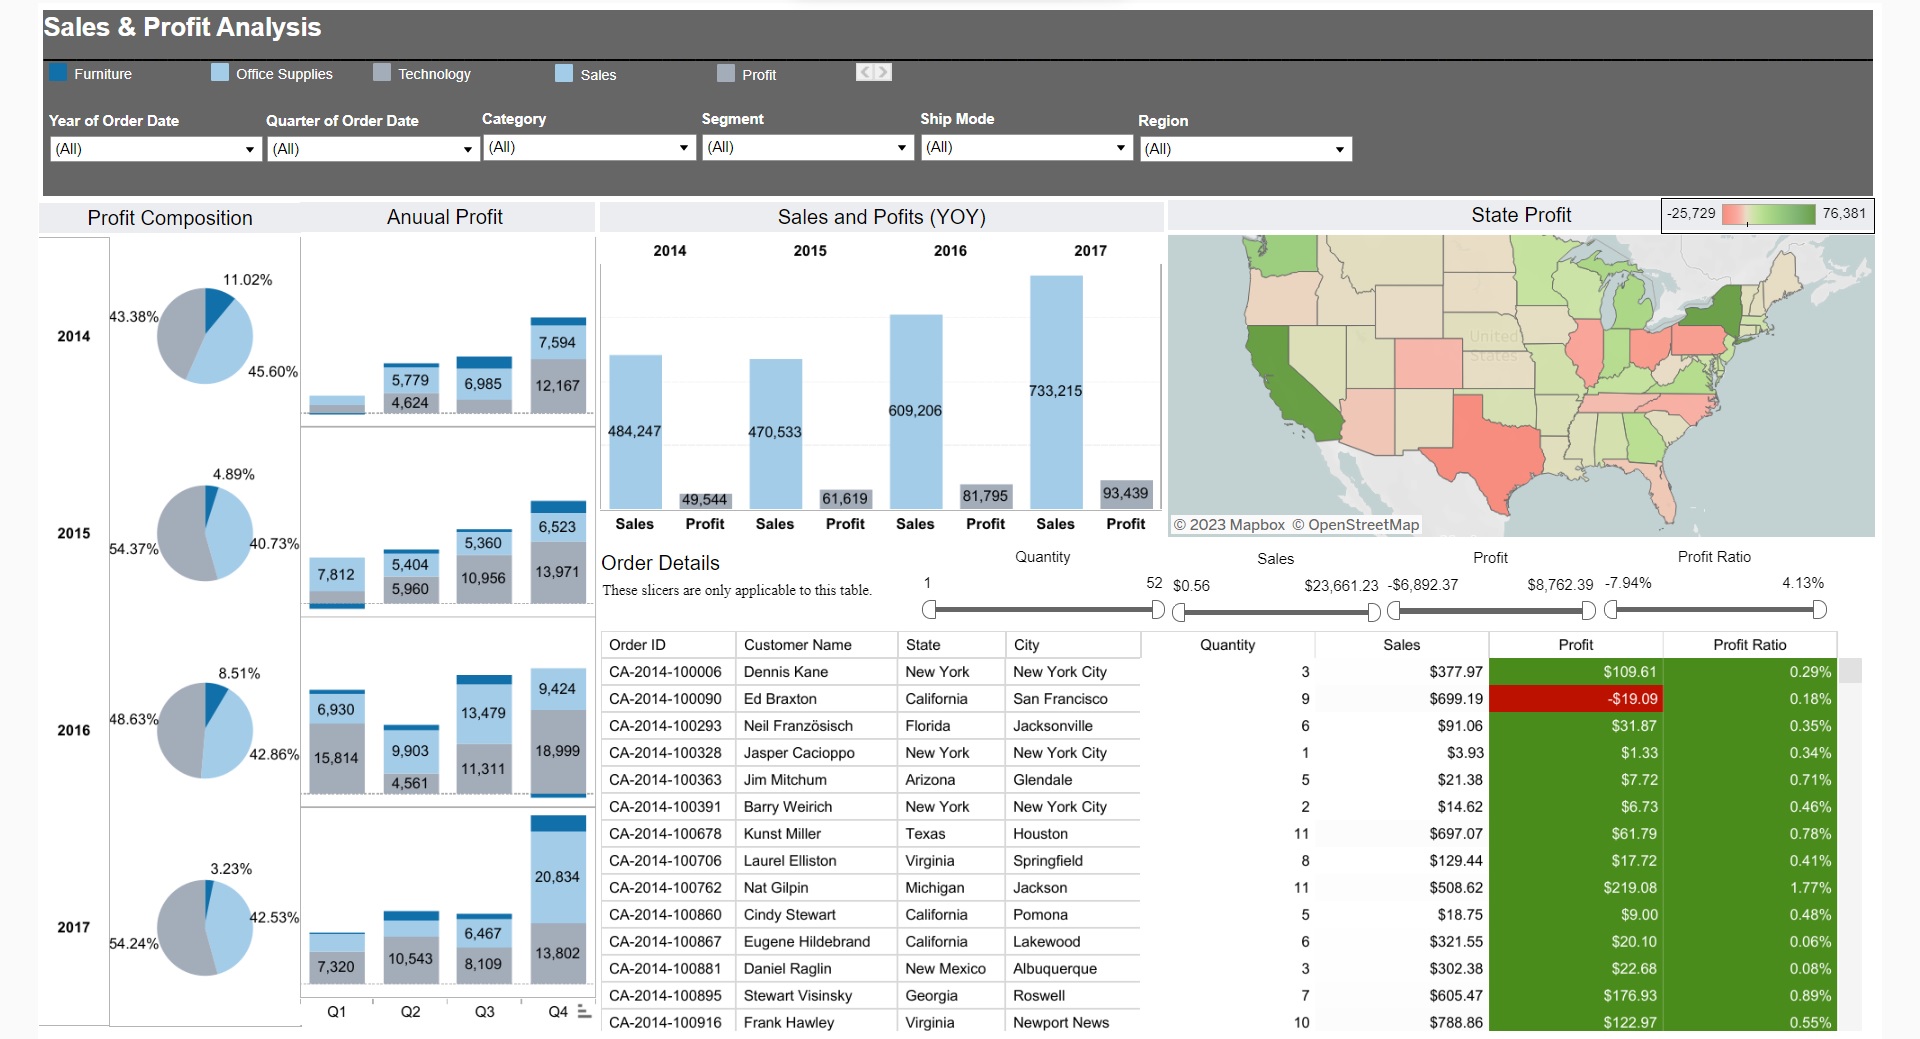 Sales & Profit Analysis
Furniture Office Supplies Technology Sales Profit
Year of Order Date Quarter of Order Date Category Segment Ship Mode Region
(All) (All) (All) (All) (All) (All)
Profit Composition
2014
11.02%
43.38%
45.60%
2015
4.89%
54.37%
40.73%
2016
8.51%
48.63%
42.86%
2017
3.23%
42.53%
54.24%
Anuual Profit
5,779
4,624
6,985
7,594
12,167
7,812
5,404
5,960
5,360
10,956
6,523
13,971
6,930
15,814
9,903
4,561
13,479
11,311
9,424
18,999
7,320
10,543
6,467
8,109
20,834
13,802
Q1 Q2 Q3 Q4
Sales and Pofits (YOY)
2014 2015 2016 2017
484,247 49,544 470,533 61,619 609,206 81,795 733,215 93,439
Sales Profit Sales Profit Sales Profit Sales Profit
State Profit
-25,729 76,381
United
States
© 2023 Mapbox © OpenStreetMap
Order Details
These slicers are only applicable to this table.
Quantity
1 52
Sales
$0.56 $23,661.23
Profit
-$6,892.37 $8,762.39
Profit Ratio
-7.94% 4.13%
Order ID Customer Name State City Quantity Sales Profit Profit Ratio
CA-2014-100006 Dennis Kane New York New York City 3 $377.97 $109.61 0.29%
CA-2014-100090 Ed Braxton California San Francisco 9 $699.19 -$19.09 0.18%
CA-2014-100293 Neil Französisch Florida Jacksonville 6 $91.06 $31.87 0.35%
CA-2014-100328 Jasper Cacioppo New York New York City 1 $3.93 $1.33 0.34%
CA-2014-100363 Jim Mitchum Arizona Glendale 5 $21.38 $7.72 0.71%
CA-2014-100391 Barry Weirich New York New York City 2 $14.62 $6.73 0.46%
CA-2014-100678 Kunst Miller Texas Houston 11 $697.07 $61.79 0.78%
CA-2014-100706 Laurel Elliston Virginia Springfield 8 $129.44 $17.72 0.41%
CA-2014-100762 Nat Gilpin Michigan Jackson 11 $508.62 $219.08 1.77%
CA-2014-100860 Cindy Stewart California Pomona 5 $18.75 $9.00 0.48%
CA-2014-100867 Eugene Hildebrand California Lakewood 6 $321.55 $20.10 0.06%
CA-2014-100881 Daniel Raglin New Mexico Albuquerque 3 $302.38 $22.68 0.08%
CA-2014-100895 Stewart Visinsky Georgia Roswell 7 $605.47 $176.93 0.89%
CA-2014-100916 Frank Hawley Virginia Newport News 10 $788.86 $122.97 0.55%